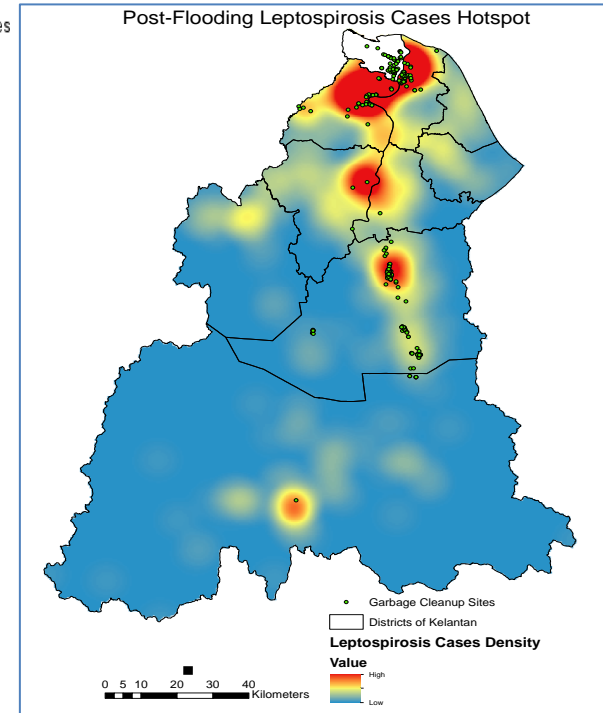 Post-Flooding Leptospirosis Cases Hotspot
Garbage Cleanup Sites
Districts of Kelantan
Leptospirosis Cases Density
Value
High
Low
0 5 10 20 30 40
Kilometers